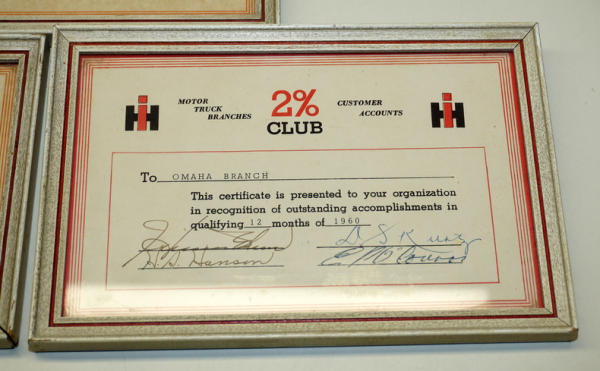 MOTOR TRUCK BRANCHES
2% CLUB
CUSTOMER ACCOUNTS
To OMAHA BRANCH
This certificate is presented to your organization
in recognition of outstanding accomplishments in
qualifying 12 months of 1960
Hanson